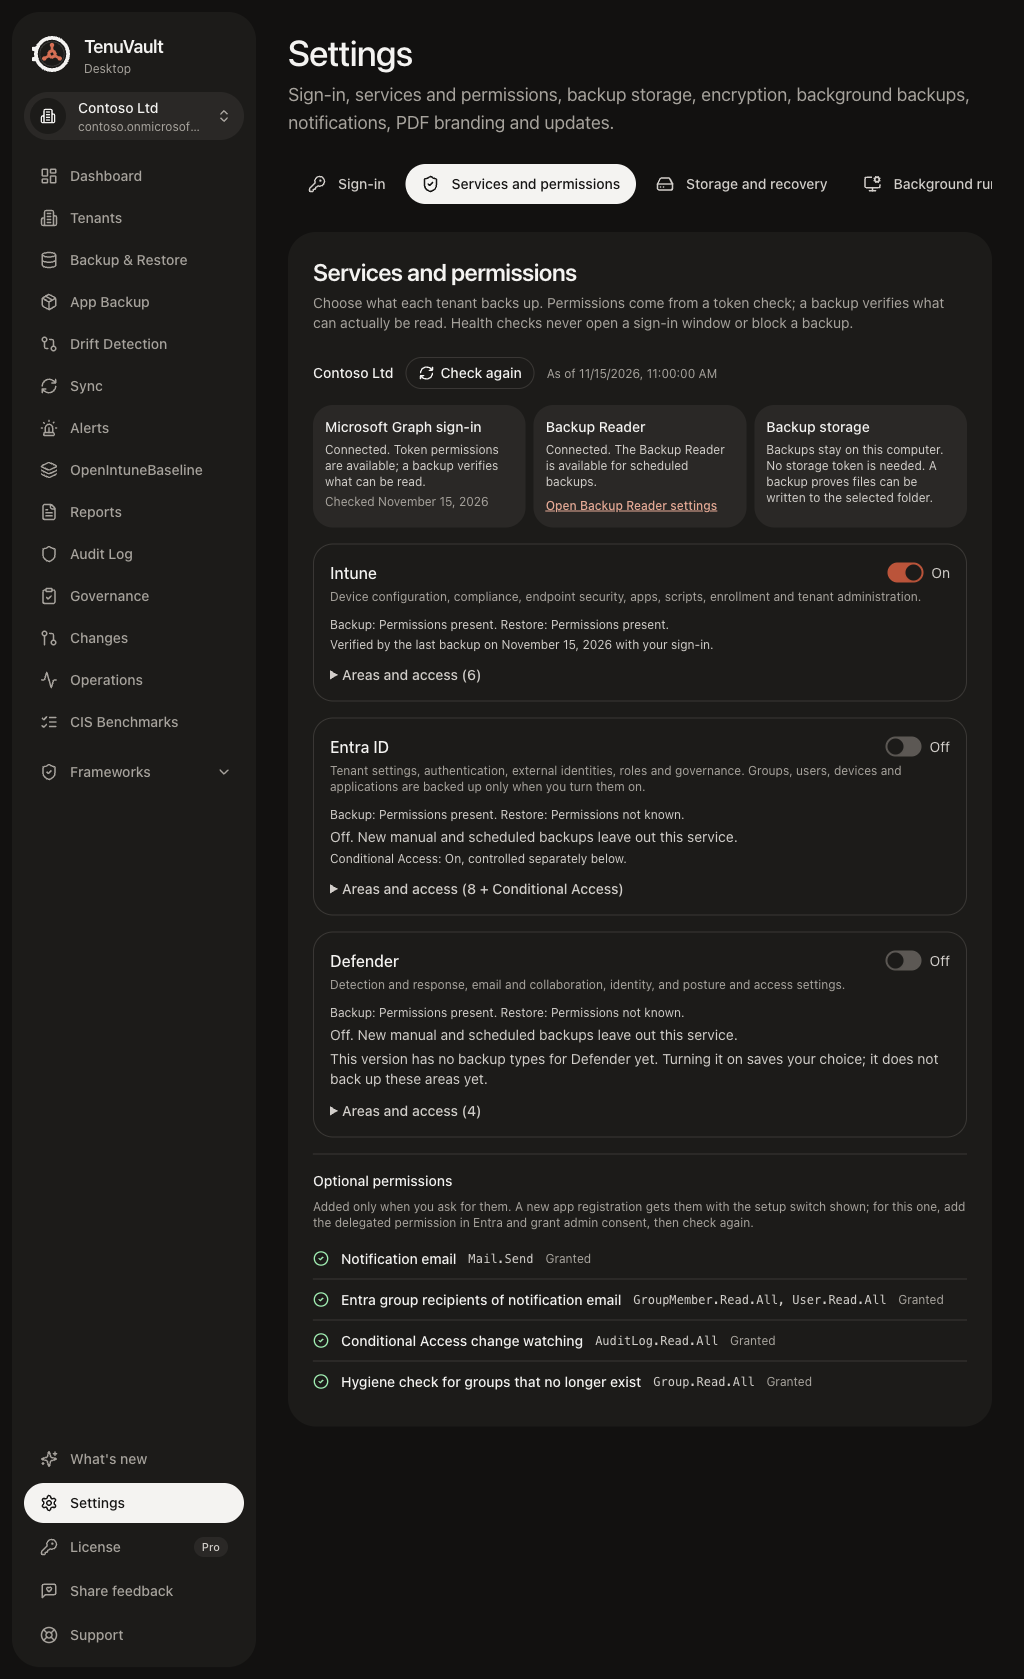 TenuVault
Desktop
Contoso Ltd
contoso.onmicrosof...
Dashboard
Tenants
Backup & Restore
App Backup
Drift Detection
Sync
Alerts
OpenIntuneBaseline
Reports
Audit Log
Governance
Changes
Operations
CIS Benchmarks
Frameworks
What's new
Settings
License
Pro
Share feedback
Support
Settings
Sign-in, services and permissions, backup storage, encryption, background backups,
notifications, PDF branding and updates.
Sign-in
Services and permissions
Storage and recovery
Background ru
Services and permissions
Choose what each tenant backs up. Permissions come from a token check; a backup verifies what
can actually be read. Health checks never open a sign-in window or block a backup.
Contoso Ltd
Check again
As of 11/15/2026, 11:00:00 AM
Microsoft Graph sign-in
Connected. Token permissions
are available; a backup verifies
what can be read.
Checked November 15, 2026
Backup Reader
Connected. The Backup Reader
is available for scheduled
backups.
Open Backup Reader settings
Backup storage
Backups stay on this computer.
No storage token is needed. A
backup proves files can be
written to the selected folder.
Intune
On
Device configuration, compliance, endpoint security, apps, scripts, enrollment and tenant administration.
Backup: Permissions present. Restore: Permissions present.
Verified by the last backup on November 15, 2026 with your sign-in.
Areas and access (6)
Entra ID
Off
Tenant settings, authentication, external identities, roles and governance. Groups, users, devices and
applications are backed up only when you turn them on.
Backup: Permissions present. Restore: Permissions not known.
Off. New manual and scheduled backups leave out this service.
Conditional Access: On, controlled separately below.
Areas and access (8 + Conditional Access)
Defender
Off
Detection and response, email and collaboration, identity, and posture and access settings.
Backup: Permissions present. Restore: Permissions not known.
Off. New manual and scheduled backups leave out this service.
This version has no backup types for Defender yet. Turning it on saves your choice; it does not
back up these areas yet.
Areas and access (4)
Optional permissions
Added only when you ask for them. A new app registration gets them with the setup switch shown; for this one, add
the delegated permission in Entra and grant admin consent, then check again.
Notification email Mail.Send Granted
Entra group recipients of notification email GroupMember.Read.All, User.Read.All Granted
Conditional Access change watching AuditLog.Read.All Granted
Hygiene check for groups that no longer exist Group.Read.All Granted